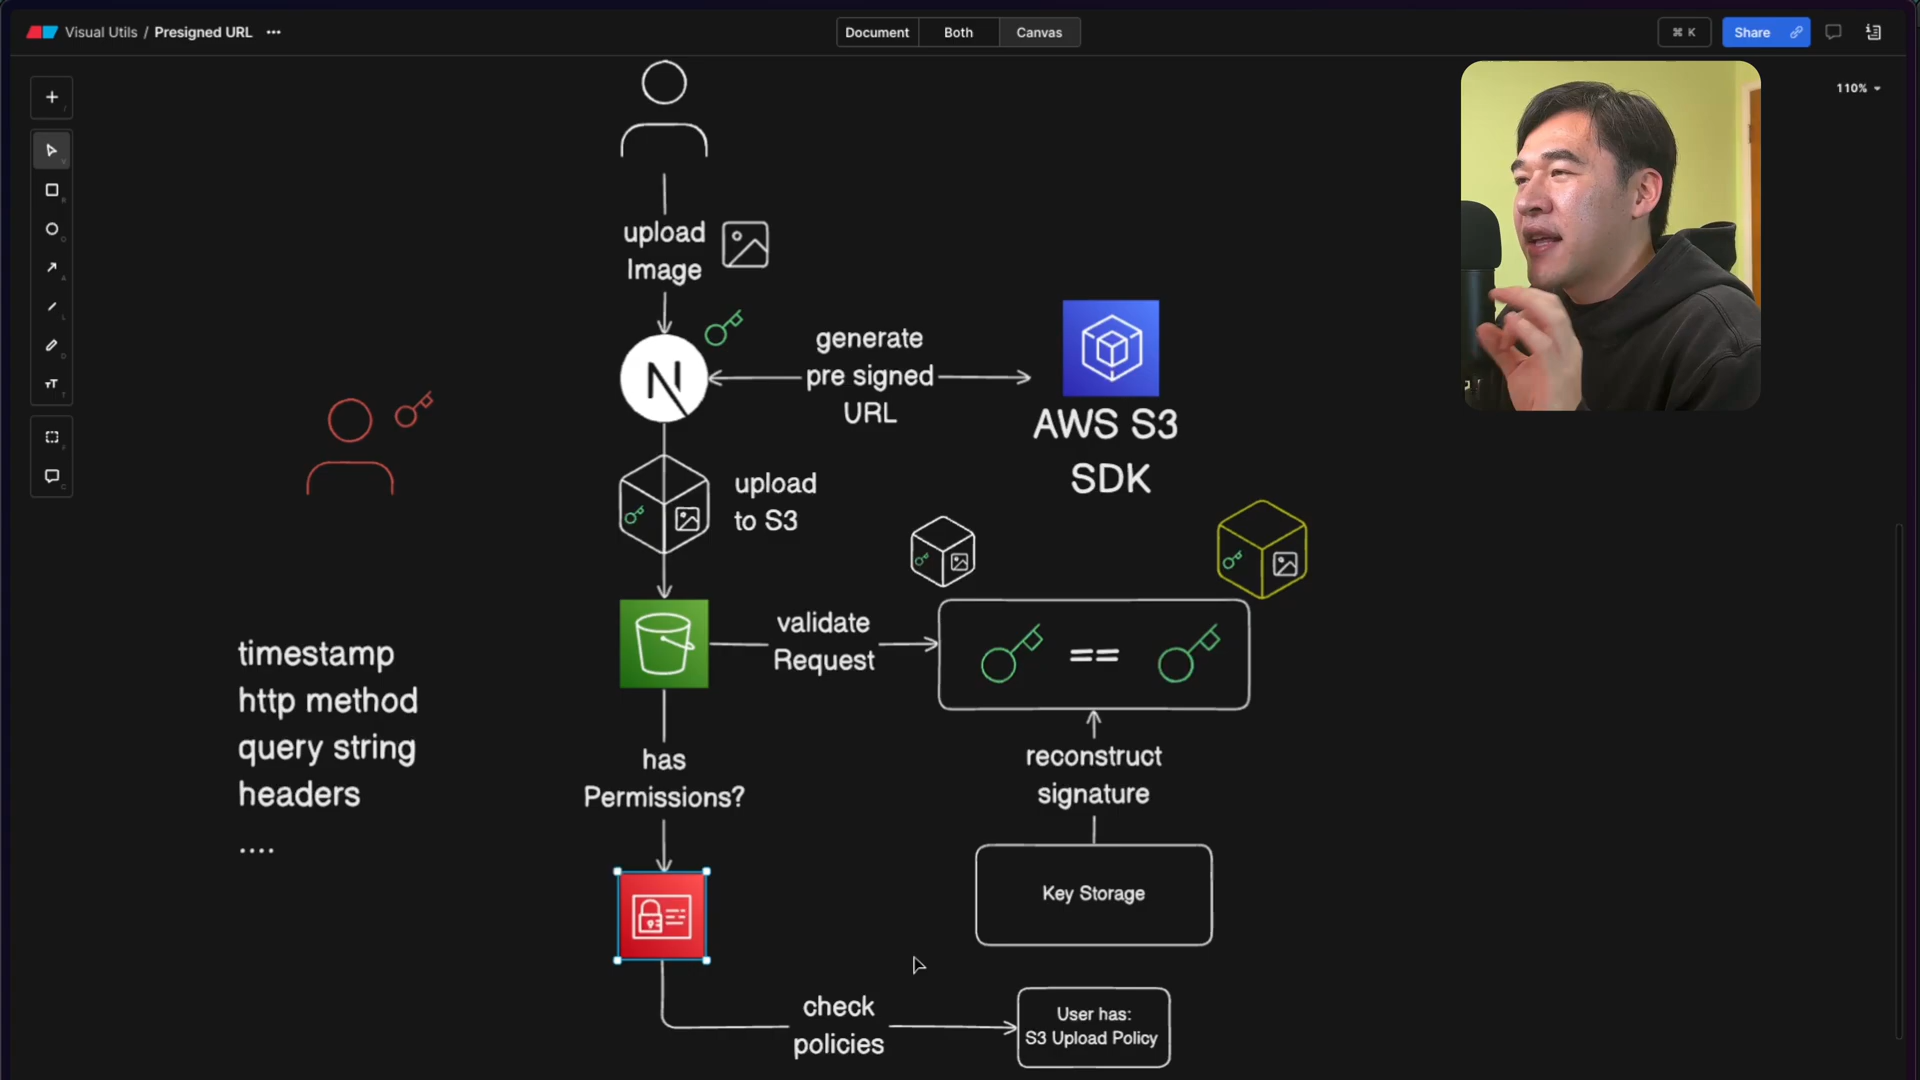 Visual Utils / Presigned URL •••
Document
Both
Canvas
⌘ K
Share
110%
upload
Image
generate
pre signed
URL
AWS S3
SDK
upload
to S3
validate
Request
==
timestamp
http method
query string
headers
....
has
Permissions?
reconstruct
signature
Key Storage
check
policies
User has:
S3 Upload Policy